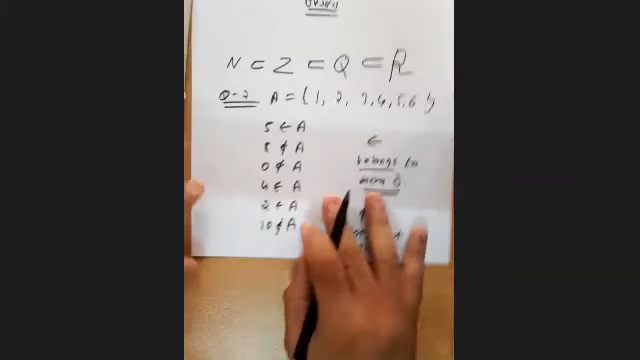 N ⊂ Z ⊂ Q ⊂ R
Q-2 A = { 1, 2, 3, 4, 5, 6 }
5 ∈ A
8 ∉ A
0 ∉ A
4 ∈ A
2 ∈ A
10 ∉ A
∈
belongs to